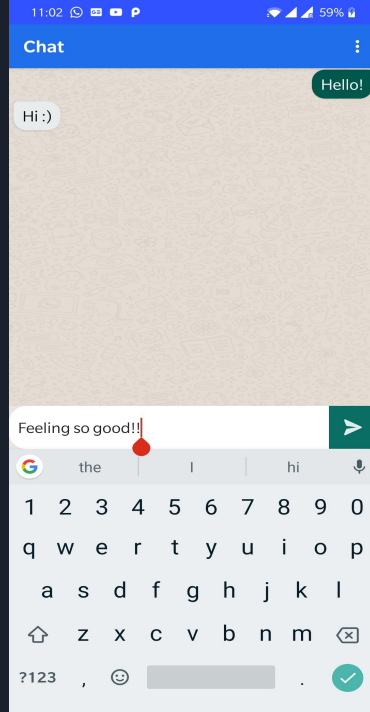 11:02 59%
Chat
Hello!
Hi :)
Feeling so good!!
G the I hi
1 2 3 4 5 6 7 8 9 0
q w e r t y u i o p
a s d f g h j k l
z x c v b n m
?123 , .